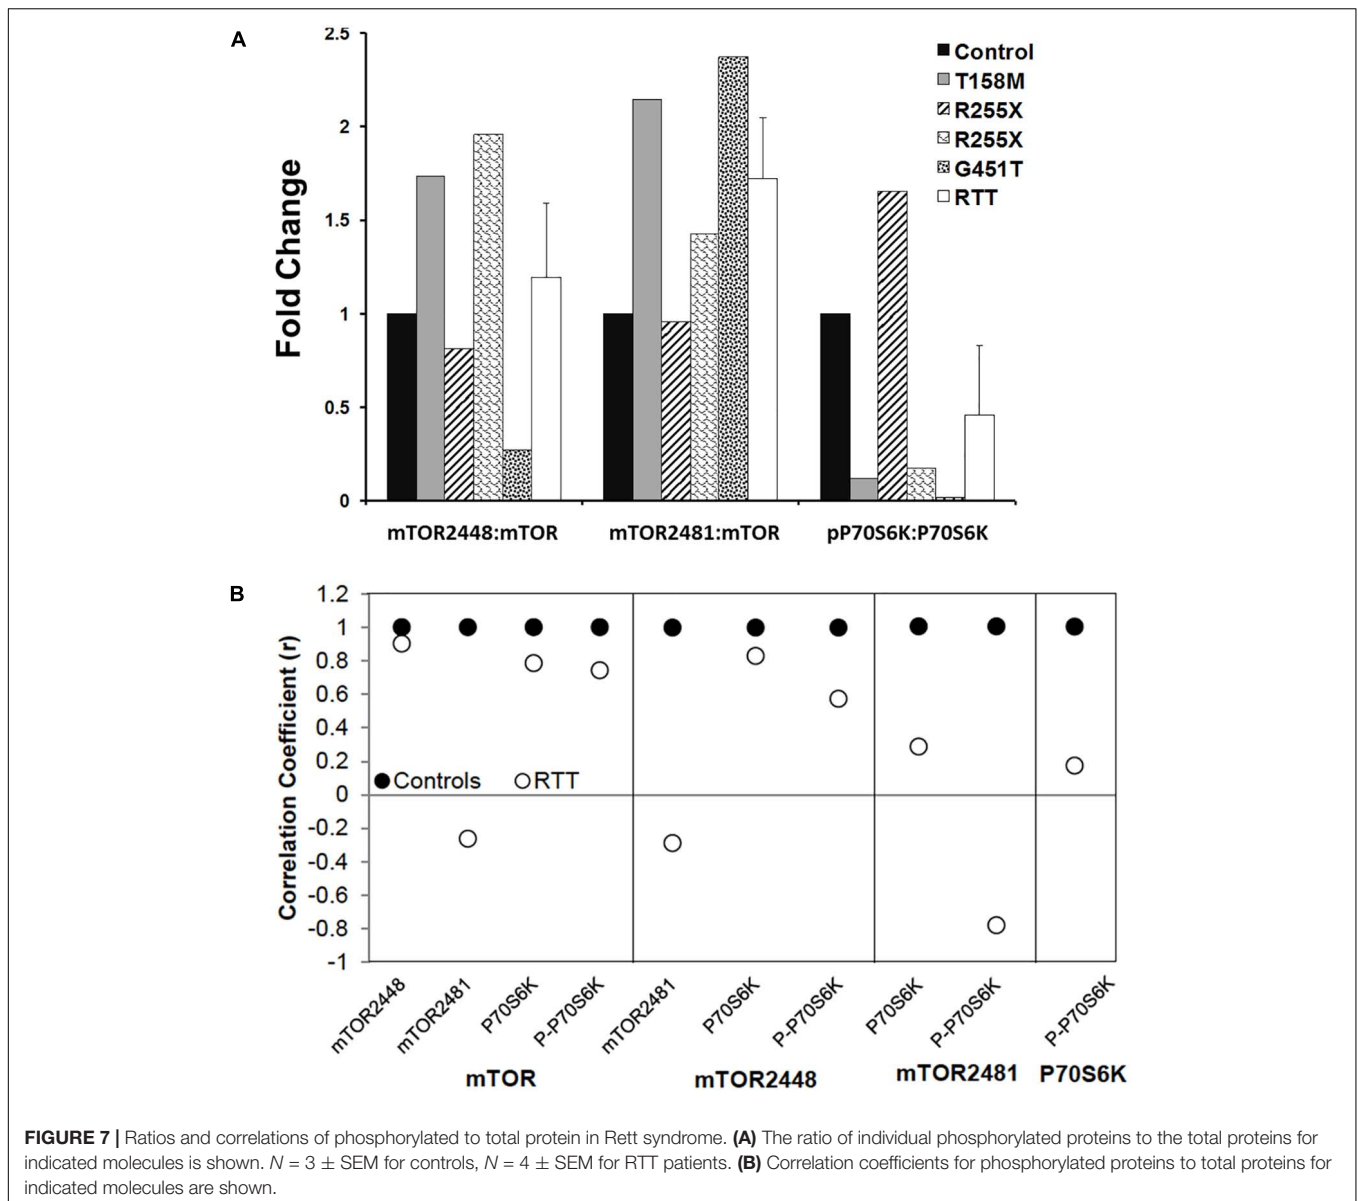 A
2.5
2
1.5
1
0.5
0
Fold Change
Control
T158M
R255X
R255X
G451T
RTT
mTOR2448:mTOR
mTOR2481:mTOR
pP70S6K:P70S6K
B
1.2
1
0.8
0.6
0.4
0.2
0
-0.2
-0.4
-0.6
-0.8
-1
Correlation Coefficient (r)
Controls
RTT
mTOR2448
mTOR2481
P70S6K
P-P70S6K
mTOR2481
P70S6K
P-P70S6K
P70S6K
P-P70S6K
P-P70S6K
mTOR
mTOR2448
mTOR2481
P70S6K
FIGURE 7 | Ratios and correlations of phosphorylated to total protein in Rett syndrome. (A) The ratio of individual phosphorylated proteins to the total proteins for
indicated molecules is shown. N = 3 ± SEM for controls, N = 4 ± SEM for RTT patients. (B) Correlation coefficients for phosphorylated proteins to total proteins for
indicated molecules are shown.